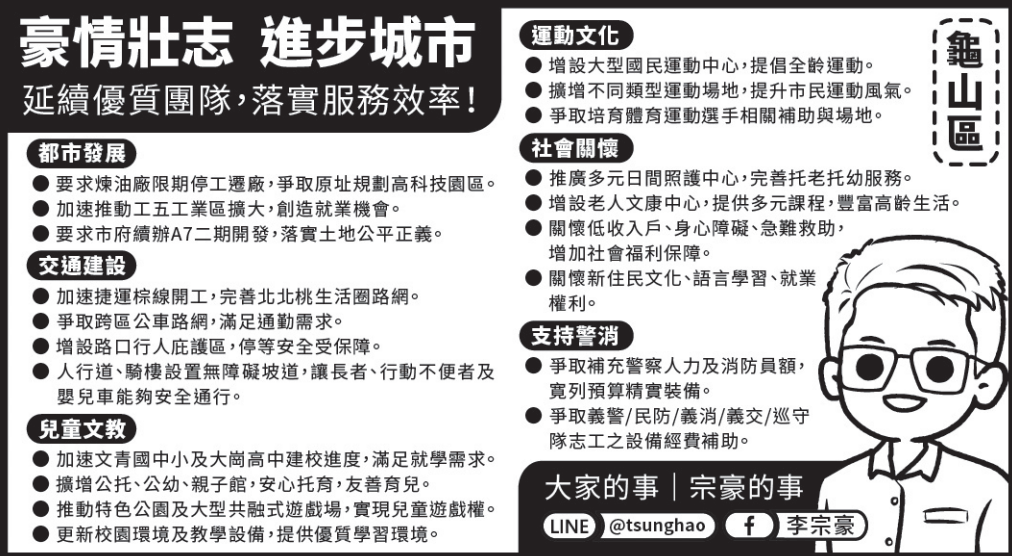 豪情壯志 進步城市
延續優質團隊,落實服務效率!
都市發展
● 要求煉油廠限期停工遷廠,爭取原址規劃高科技園區。
● 加速推動工五工業區擴大,創造就業機會。
● 要求市府續辦A7二期開發,落實土地公平正義。
交通建設
● 加速捷運棕線開工,完善北北桃生活圈路網。
● 爭取跨區公車路網,滿足通勤需求。
● 增設路口行人庇護區,停等安全受保障。
● 人行道、騎樓設置無障礙坡道,讓長者、行動不便者及
嬰兒車能夠安全通行。
兒童文教
● 加速文青國中小及大崗高中建校進度,滿足就學需求。
● 擴增公托、公幼、親子館,安心托育,友善育兒。
● 推動特色公園及大型共融式遊戲場,實現兒童遊戲權。
● 更新校園環境及教學設備,提供優質學習環境。
運動文化
● 增設大型國民運動中心,提倡全齡運動。
● 擴增不同類型運動場地,提升市民運動風氣。
● 爭取培育體育運動選手相關補助與場地。
社會關懷
● 推廣多元日間照護中心,完善托老托幼服務。
● 增設老人文康中心,提供多元課程,豐富高齡生活。
● 關懷低收入戶、身心障礙、急難救助,
增加社會福利保障。
● 關懷新住民文化、語言學習、就業
權利。
支持警消
● 爭取補充警察人力及消防員額,
寬列預算精實裝備。
● 爭取義警/民防/義消/義交/巡守
隊志工之設備經費補助。
龜山區
大家的事|宗豪的事
LINE @tsunghao f 李宗豪